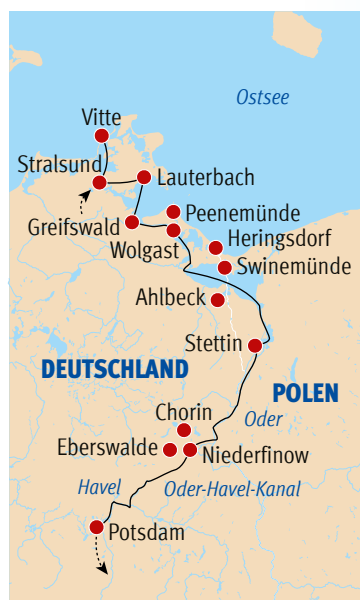 Ostsee
Vitte
Stralsund
Lauterbach
Peenemünde
Greifswald
Wolgast
Heringsdorf
Swinemünde
Ahlbeck
Stettin
DEUTSCHLAND
POLEN
Chorin
Oder
Eberswalde
Niederfinow
Havel
Oder-Havel-Kanal
Potsdam